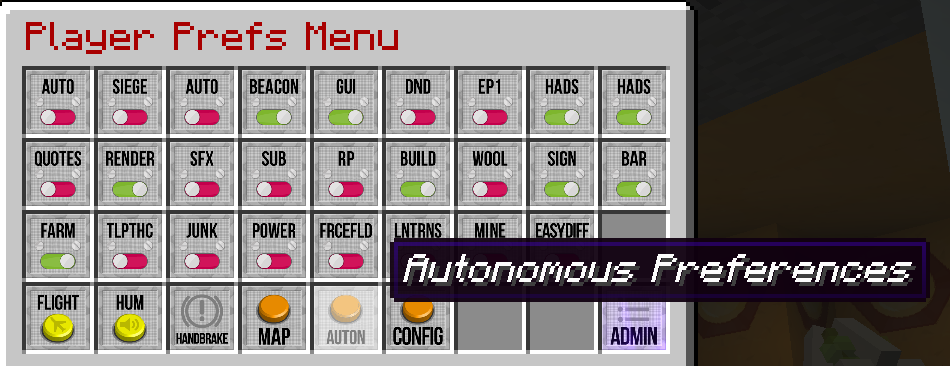 Player Prefs Menu
AUTO SIEGE AUTO BEACON GUI DND EP1 HADS HADS
QUOTES RENDER SFX SUB RP BUILD WOOL SIGN BAR
FARM TLPTHC JUNK POWER FRCEFLD LNTRNS MINE EASYDIFF
Autonomous Preferences
FLIGHT HUM HANDBRAKE MAP AUTON CONFIG ADMIN